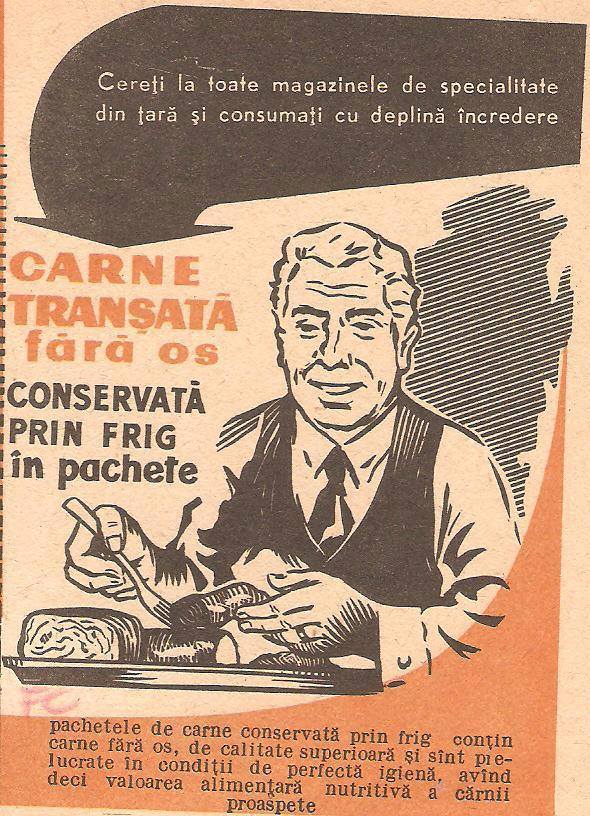 Cereți la toate magazinele de specialitate
din țară și consumați cu deplină încredere
CARNE
TRANȘATĂ
fără os
CONSERVATĂ
PRIN FRIG
în pachete
FC
pachetele de carne conservată prin frig conțin
carne fără os, de calitate superioară și sînt pre-
lucrate în condiții de perfectă igienă, avînd
deci valoarea alimențară nutritivă a cărnii
proaspete